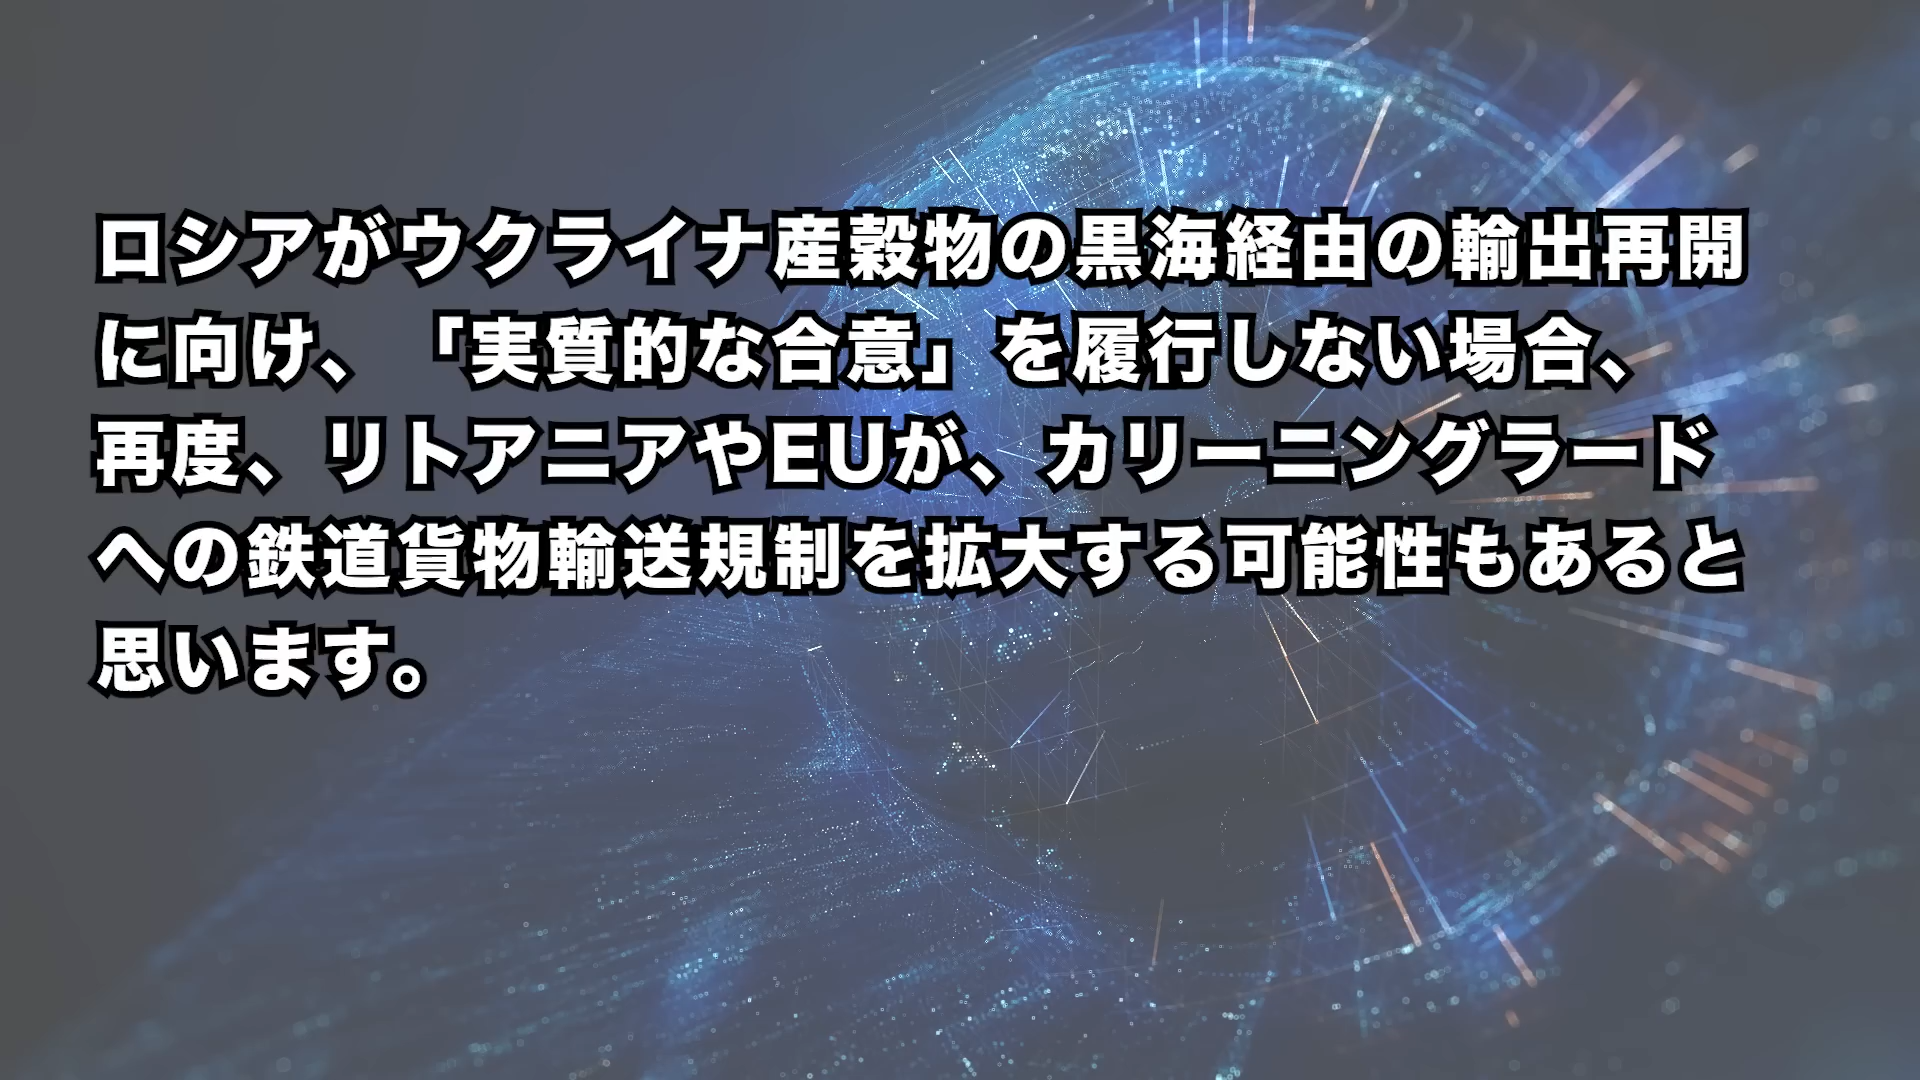 ロシアがウクライナ産穀物の黒海経由の輸出再開
に向け、「実質的な合意」を履行しない場合、
再度、リトアニアやEUが、カリーニングラード
への鉄道貨物輸送規制を拡大する可能性もあると
思います。